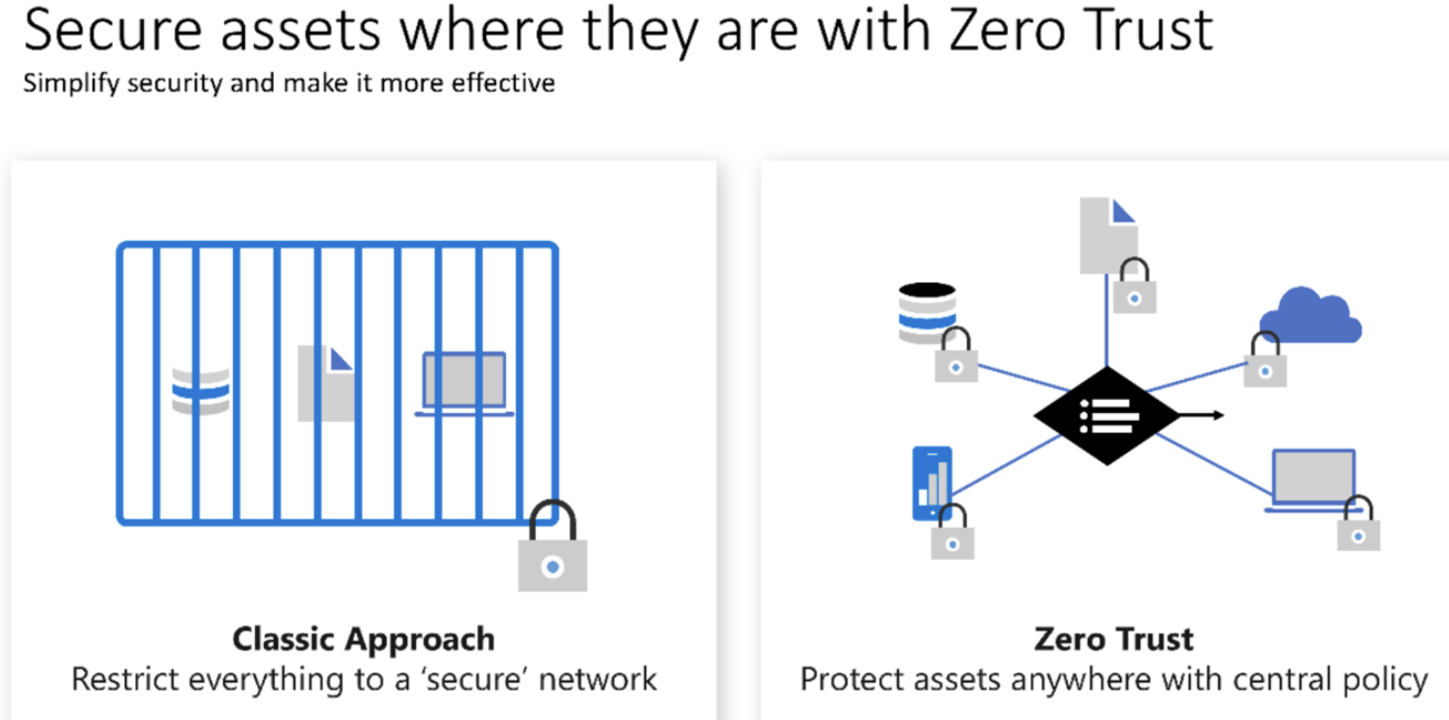 Secure assets where they are with Zero Trust
Simplify security and make it more effective
Classic Approach
Restrict everything to a ‘secure’ network
Zero Trust
Protect assets anywhere with central policy